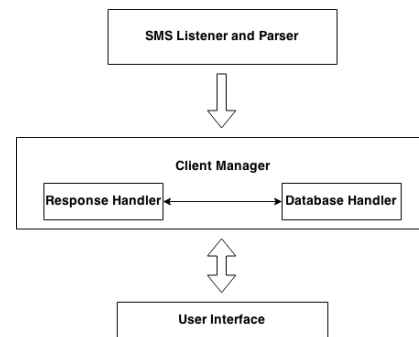 SMS Listener and Parser
Client Manager
Response Handler
Database Handler
User Interface